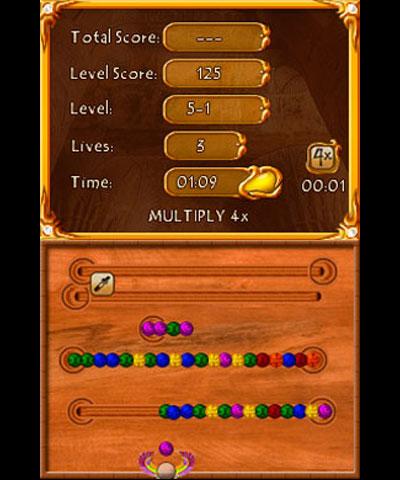 Total Score: ---
Level Score: 125
Level: 5-1
Lives: 3
4x
Time: 01:09
00:01
MULTIPLY 4x